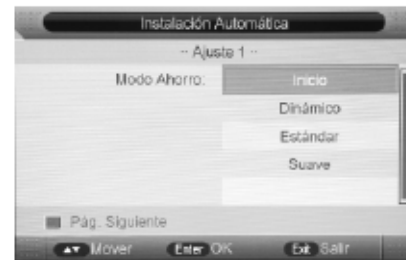 Instalación Automática
-- Ajuste 1 --
Modo Ahorro: Inicio
Dinámico
Estándar
Suave
Pág. Siguiente
▲▼ Mover Enter OK Exit Salir